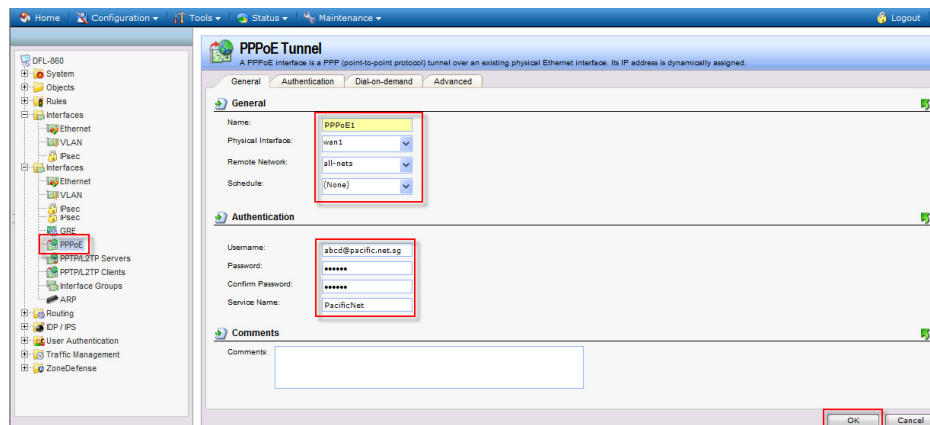 Home Configuration Tools Status Maintenance Logout
DFL-860
System
Objects
Rules
Interfaces
Ethernet
VLAN
IPsec
Interfaces
Ethernet
VLAN
IPsec
IPsec
GRE
PPPoE
PPTP/L2TP Servers
PPTP/L2TP Clients
Interface Groups
ARP
Routing
IDP / IPS
User Authentication
Traffic Management
ZoneDefense
PPPoE Tunnel
A PPPoE interface is a PPP (point-to-point protocol) tunnel over an existing physical Ethernet interface. Its IP address is dynamically assigned.
General Authentication Dial-on-demand Advanced
General
Name: PPPoE1
Physical Interface: wan1
Remote Network: all-nets
Schedule: (None)
Authentication
Username: abcd@pacific.net.sg
Password: ••••••
Confirm Password: ••••••
Service Name: PacificNet
Comments
Comments:
OK Cancel